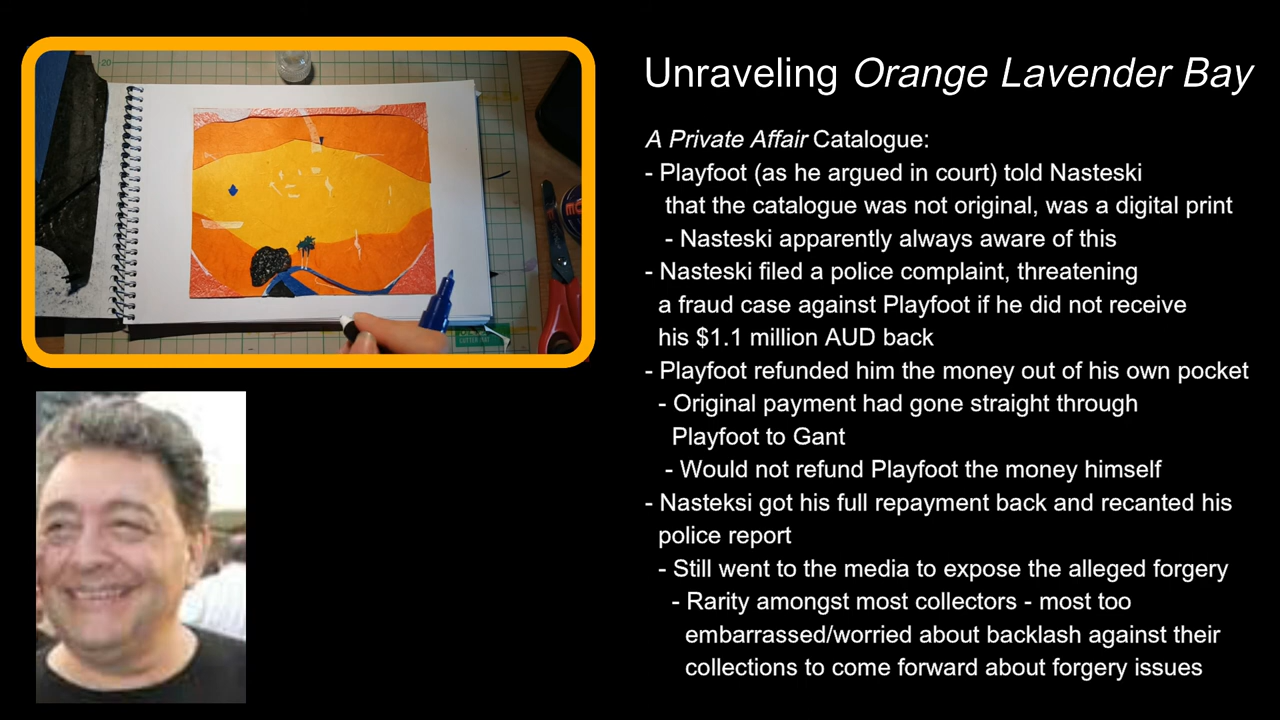 Unraveling Orange Lavender Bay
A Private Affair Catalogue:
- Playfoot (as he argued in court) told Nasteski
that the catalogue was not original, was a digital print
- Nasteski apparently always aware of this
- Nasteski filed a police complaint, threatening
a fraud case against Playfoot if he did not receive
his $1.1 million AUD back
- Playfoot refunded him the money out of his own pocket
- Original payment had gone straight through
Playfoot to Gant
- Would not refund Playfoot the money himself
- Nasteksi got his full repayment back and recanted his
police report
- Still went to the media to expose the alleged forgery
- Rarity amongst most collectors - most too
embarrassed/worried about backlash against their
collections to come forward about forgery issues